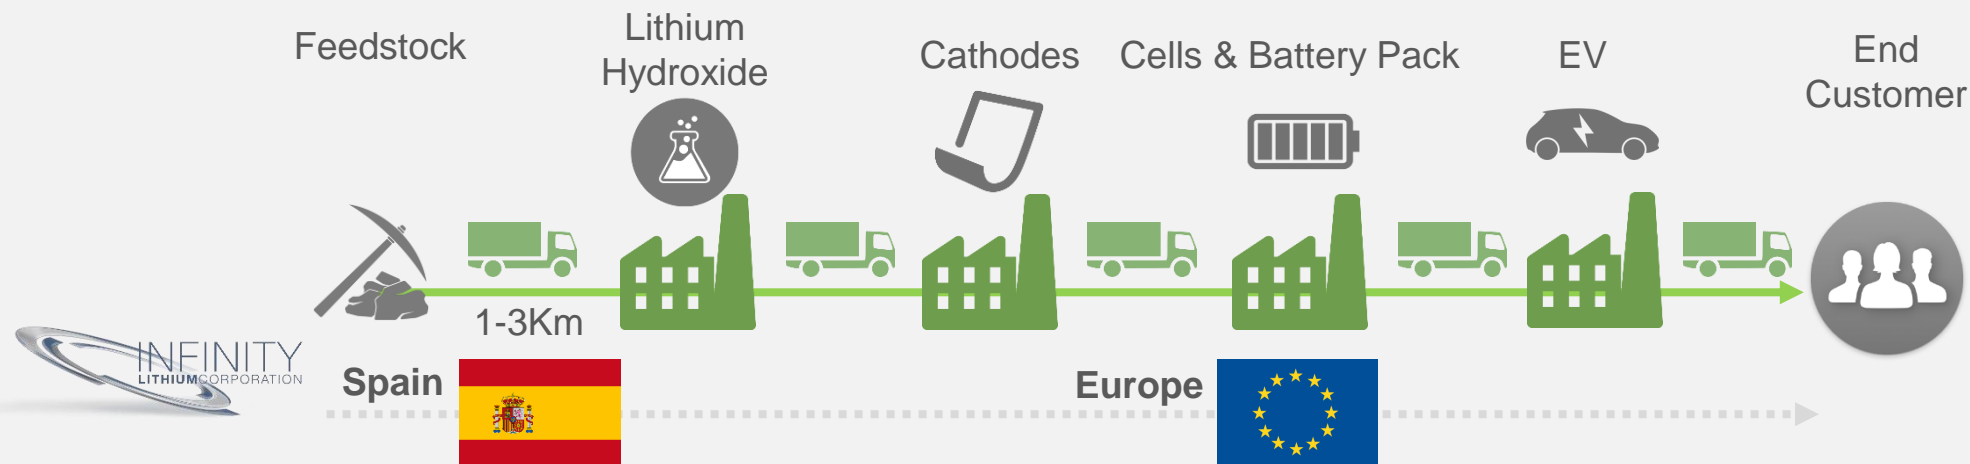 Feedstock
Lithium
Hydroxide
Cathodes
Cells & Battery Pack
EV
End
Customer
1-3Km
INFINITY
LITHIUMCORPORATION
Spain
Europe